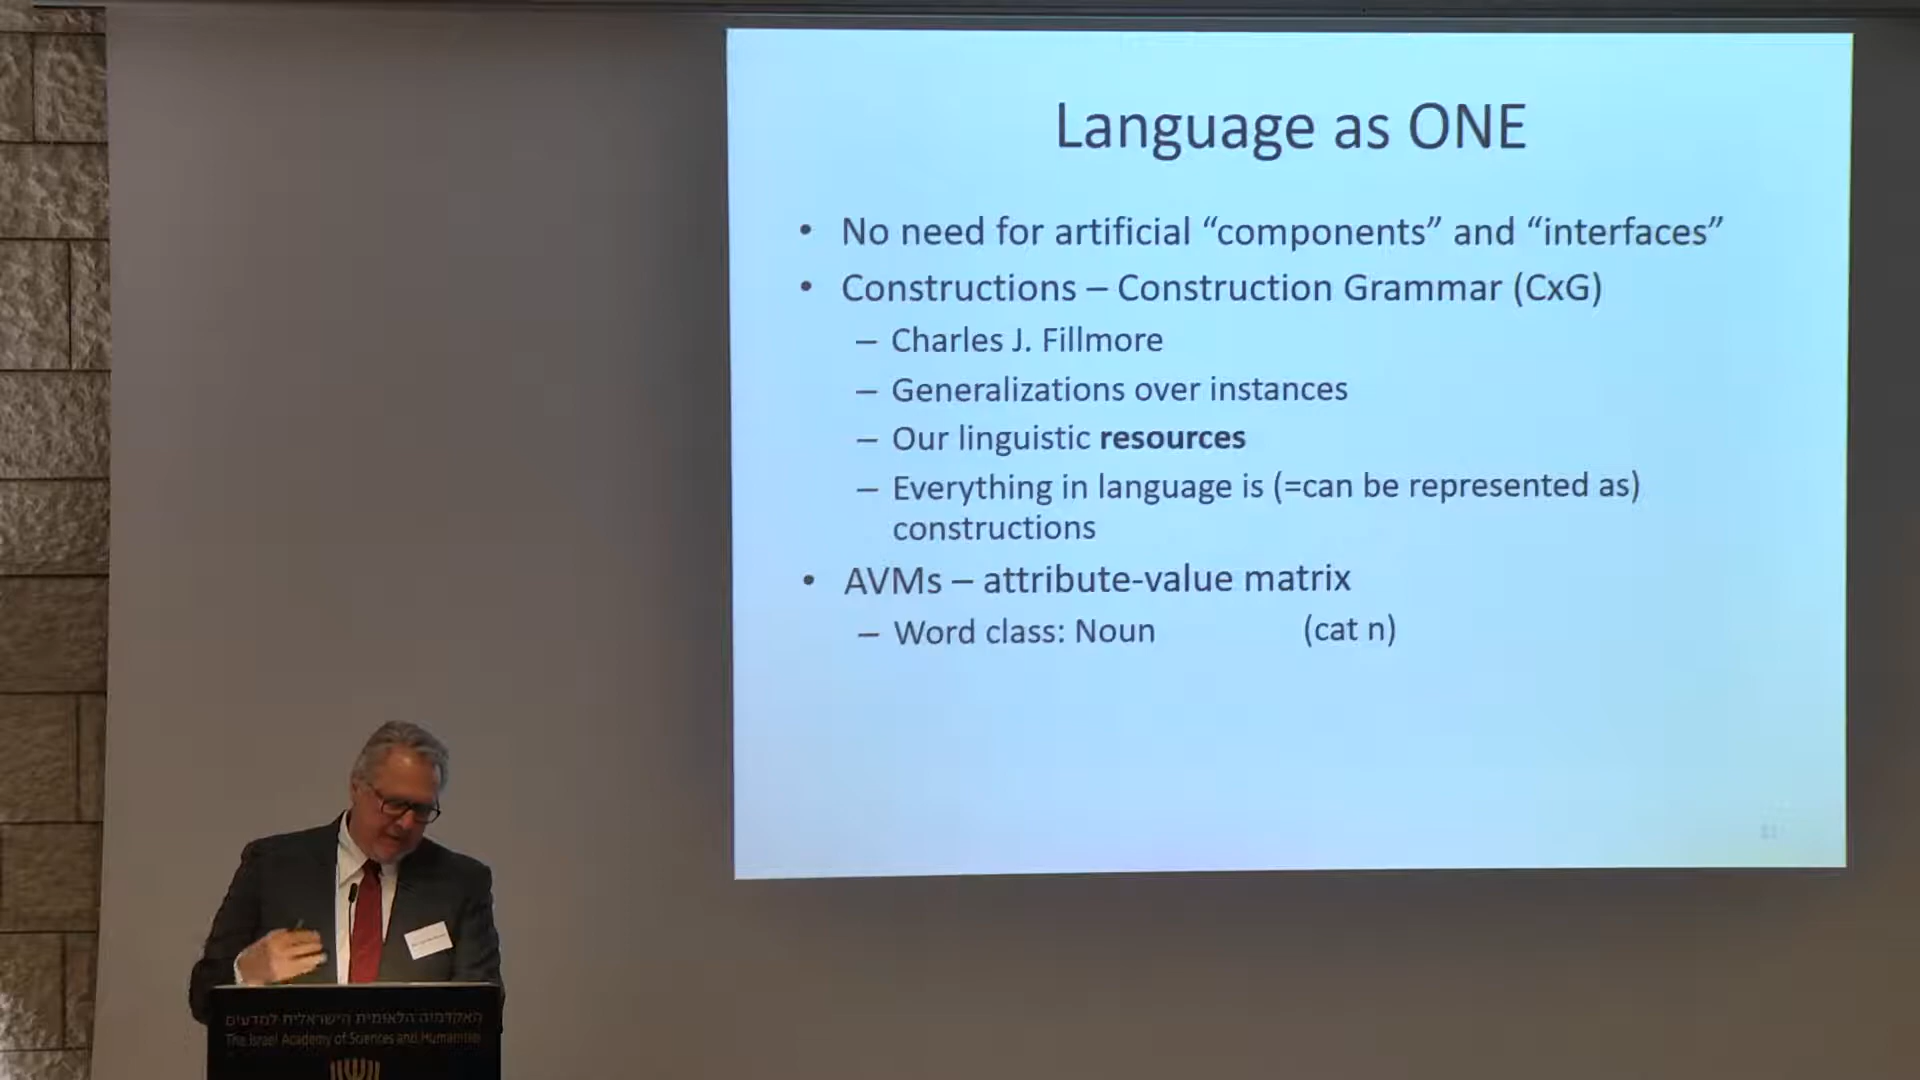 Language as ONE
• No need for artificial “components” and “interfaces”
• Constructions – Construction Grammar (CxG)
– Charles J. Fillmore
– Generalizations over instances
– Our linguistic resources
– Everything in language is (=can be represented as)
constructions
• AVMs – attribute-value matrix
– Word class: Noun (cat n)
האקדמיה הלאומית הישראלית למדעים
The Israel Academy of Sciences and Humanities